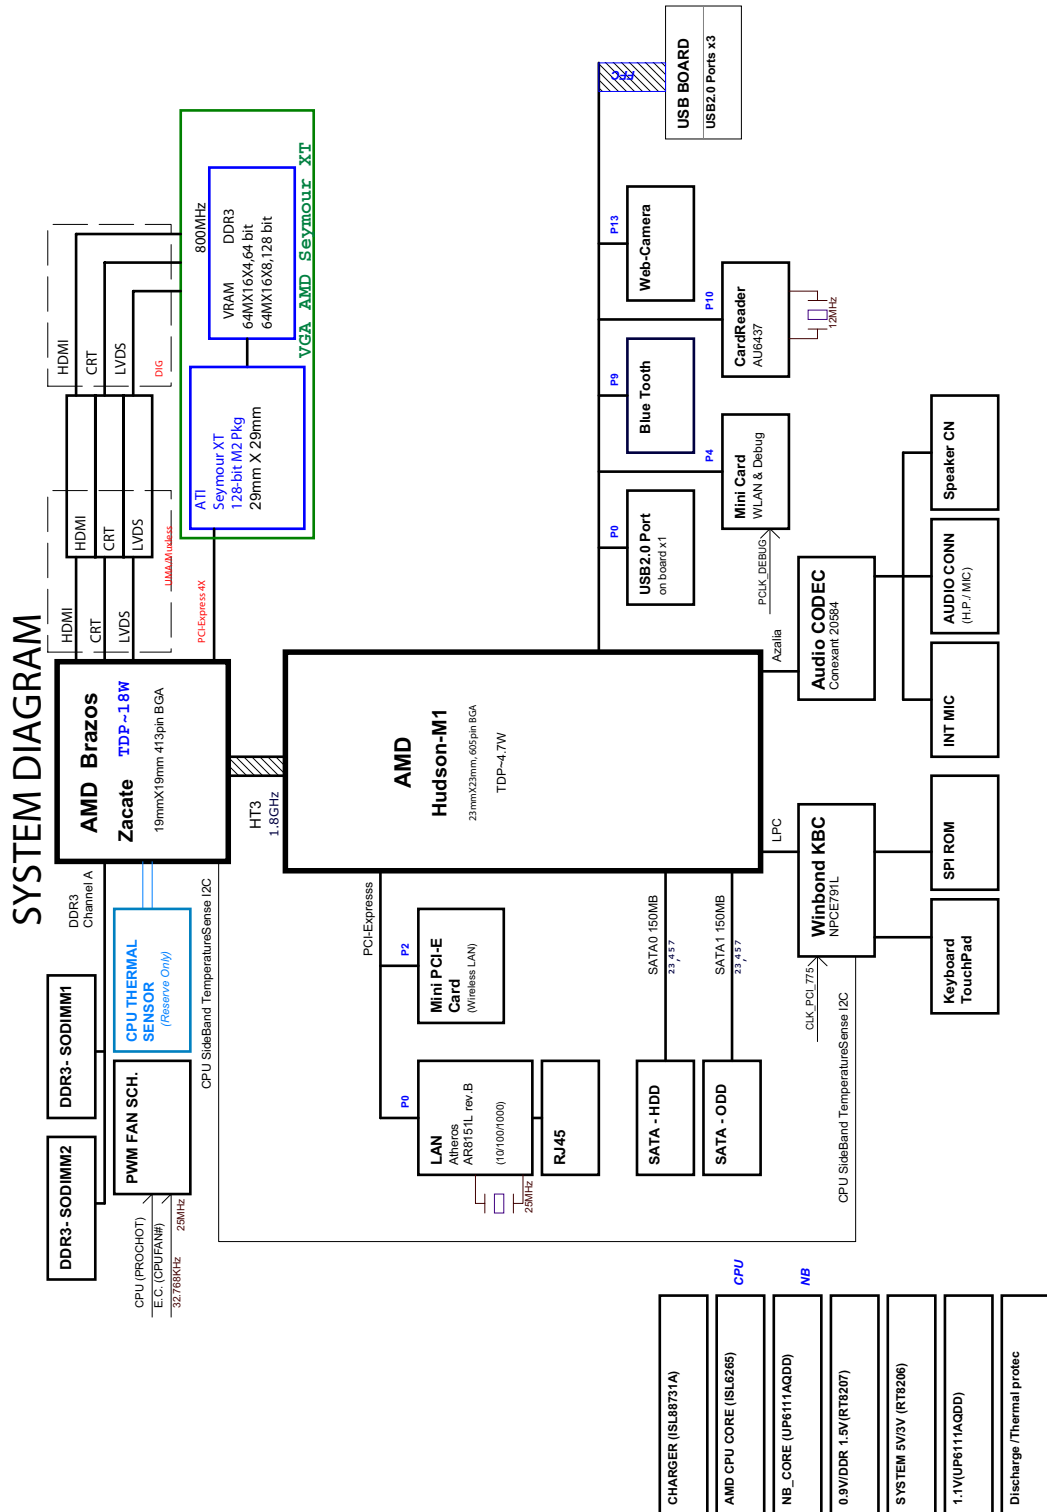 SYSTEM DIAGRAM
DDR3- SODIMM2
DDR3- SODIMM1
DDR3
Channel A
AMD Brazos
Zacate TDP~18W
19mmX19mm 413pin BGA
HDMI
CRT
LVDS
UMA/Muxless
HDMI
CRT
LVDS
HDMI
CRT
LVDS
DIG
CPU (PROCHOT)
E.C. (CPUFAN#)
32.768KHz
25MHz
PWM FAN SCH.
CPU THERMAL
SENSOR
(Reserve Only)
CPU SideBand TemperatureSense I2C
PCI-Express 4X
ATI
Seymour XT
128-bit M2 Pkg
29mm X 29mm
800MHz
DDR3
VRAM
64MX16X4,64 bit
64MX16X8,128 bit
VGA AMD Seymour XT
HT3
1.8GHz
AMD
Hudson-M1
23mmX23mm, 605pin BGA
TDP~4.7W
PCI-Expresss
P2
Mini PCI-E
Card
(Wireless LAN)
P0
LAN
Atheros
AR8151L rev.B
(10/100/1000)
25MHz
RJ45
SATA - HDD
SATA0 150MB
SATA - ODD
SATA1 150MB
FFC
USB BOARD
USB2.0 Ports x3
P13
Web-Camera
P10
CardReader
AU6437
12MHz
P9
Blue Tooth
P4
Mini Card
WLAN & Debug
PCLK_DEBUG
P0
USB2.0 Port
on board x1
Azalia
Audio CODEC
Conexant 20584
Speaker CN
AUDIO CONN
(H.P./ MIC)
INT MIC
LPC
Winbond KBC
NPCE791L
CLK_PCI_775
CPU SideBand TemperatureSense I2C
SPI ROM
Keyboard
TouchPad
CHARGER (ISL88731A)
AMD CPU CORE (ISL6265)
CPU
NB_CORE (UP6111AQDD)
NB
0.9V/DDR 1.5V(RT8207)
SYSTEM 5V/3V (RT8206)
1.1V(UP6111AQDD)
Discharge /Thermal protec